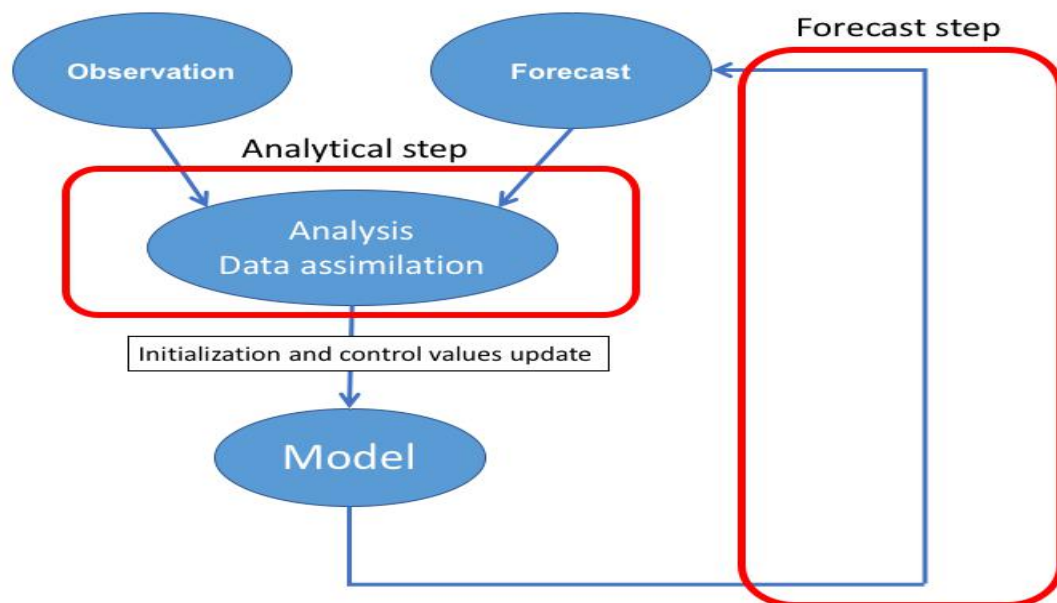 Forecast step
Observation
Forecast
Analytical step
Analysis
Data assimilation
Initialization and control values update
Model